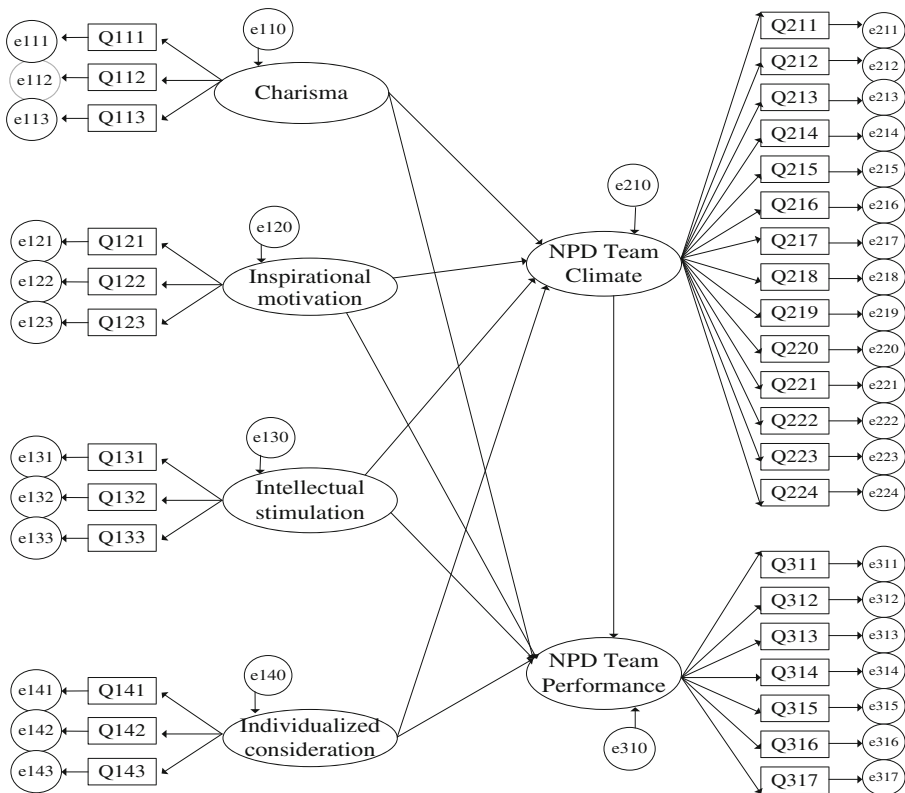 e110
e111 Q111
e112 Q112
e113 Q113
Charisma
e120
e121 Q121
e122 Q122
e123 Q123
Inspirational
motivation
e130
e131 Q131
e132 Q132
e133 Q133
Intellectual
stimulation
e140
e141 Q141
e142 Q142
e143 Q143
Individualized
consideration
e210
NPD Team
Climate
Q211 e211
Q212 e212
Q213 e213
Q214 e214
Q215 e215
Q216 e216
Q217 e217
Q218 e218
Q219 e219
Q220 e220
Q221 e221
Q222 e222
Q223 e223
Q224 e224
NPD Team
Performance
e310
Q311 e311
Q312 e312
Q313 e313
Q314 e314
Q315 e315
Q316 e316
Q317 e317